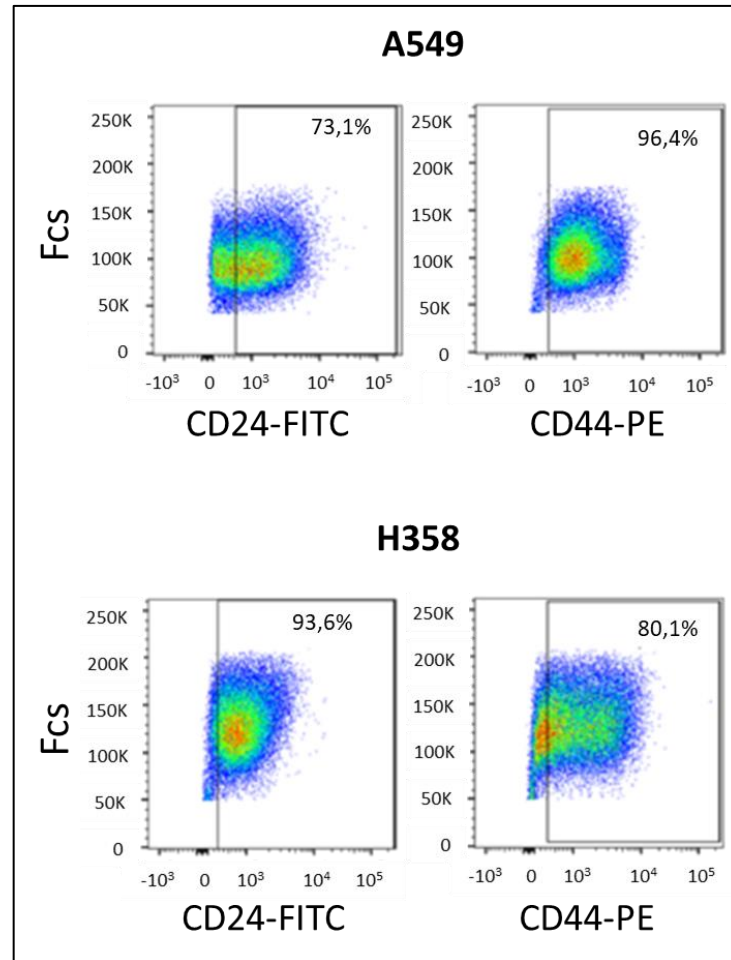 A549
250K
200K
150K
100K
50K
0
Fcs
73,1%
-10³ 0 10³ 10⁴ 10⁵
CD24-FITC
250K
200K
150K
100K
50K
0
96,4%
-10³ 0 10³ 10⁴ 10⁵
CD44-PE
H358
250K
200K
150K
100K
50K
0
Fcs
93,6%
-10³ 0 10³ 10⁴ 10⁵
CD24-FITC
250K
200K
150K
100K
50K
0
80,1%
-10³ 0 10³ 10⁴ 10⁵
CD44-PE